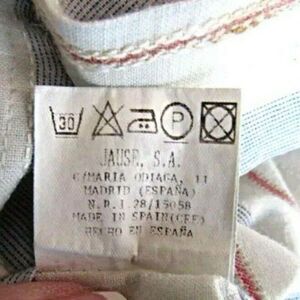 30 P
JAUSE, S.A.
C/MARIA ODIAGA, 11
MADRID (ESPAÑA)
N.D.I.28/15058
MADE IN SPAIN(CEE)
HECHO EN ESPAÑA